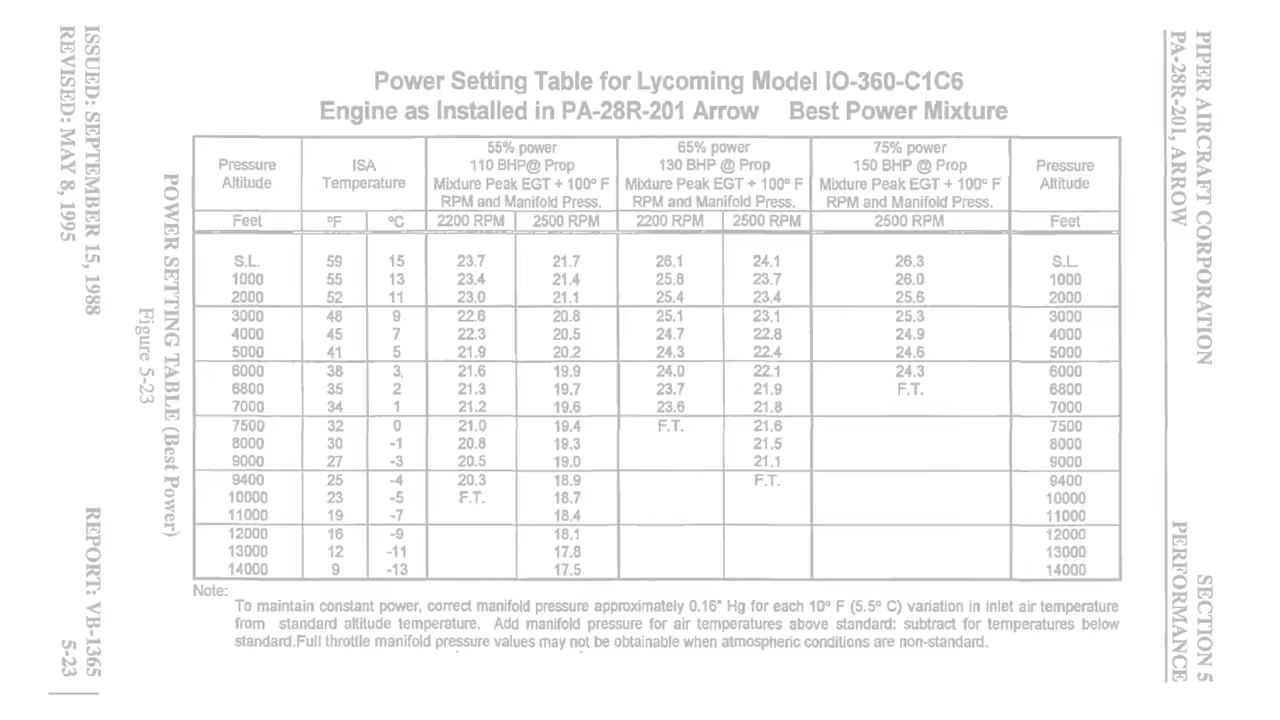 PIPER AIRCRAFT CORPORATION
PA-28R-201, ARROW
SECTION 5
PERFORMANCE
Power Setting Table for Lycoming Model IO-360-C1C6
Engine as Installed in PA-28R-201 Arrow Best Power Mixture
Pressure Altitude ISA Temperature 55% power 110 BHP@ Prop Mixture Peak EGT + 100° F RPM and Manifold Press. 65% power 130 BHP @ Prop Mixture Peak EGT + 100° F RPM and Manifold Press. 75% power 150 BHP @ Prop Mixture Peak EGT + 100° F RPM and Manifold Press. Pressure Altitude
Feet °F °C 2200 RPM 2500 RPM 2200 RPM 2500 RPM 2500 RPM Feet
S.L. 59 15 23.7 21.7 26.1 24.1 26.3 S.L.
1000 55 13 23.4 21.4 25.8 23.7 26.0 1000
2000 52 11 23.0 21.1 25.4 23.4 25.6 2000
3000 48 9 22.6 20.8 25.1 23.1 25.3 3000
4000 45 7 22.3 20.5 24.7 22.8 24.9 4000
5000 41 5 21.9 20.2 24.3 22.4 24.6 5000
6000 38 3. 21.6 19.9 24.0 22.1 24.3 6000
6800 35 2 21.3 19.7 23.7 21.9 F.T. 6800
7000 34 1 21.2 19.6 23.6 21.8 7000
7500 32 0 21.0 19.4 F.T. 21.6 7500
8000 30 -1 20.8 19.3 21.5 8000
9000 27 -3 20.5 19.0 21.1 9000
9400 25 -4 20.3 18.9 F.T. 9400
10000 23 -5 F.T. 18.7 10000
11000 19 -7 18.4 11000
12000 16 -9 18.1 12000
13000 12 -11 17.8 13000
14000 9 -13 17.5 14000
Note:
To maintain constant power, correct manifold pressure approximately 0.16" Hg for each 10° F (5.5° C) variation in inlet air temperature
from standard altitude temperature. Add manifold pressure for air temperatures above standard: subtract for temperatures below
standard.Full throttle manifold pressure values may not be obtainable when atmospheric conditions are non-standard.
POWER SETTING TABLE (Best Power)
Figure 5-23
ISSUED: SEPTEMBER 15, 1988
REVISED: MAY 8, 1995
REPORT: VB-1365
5-23